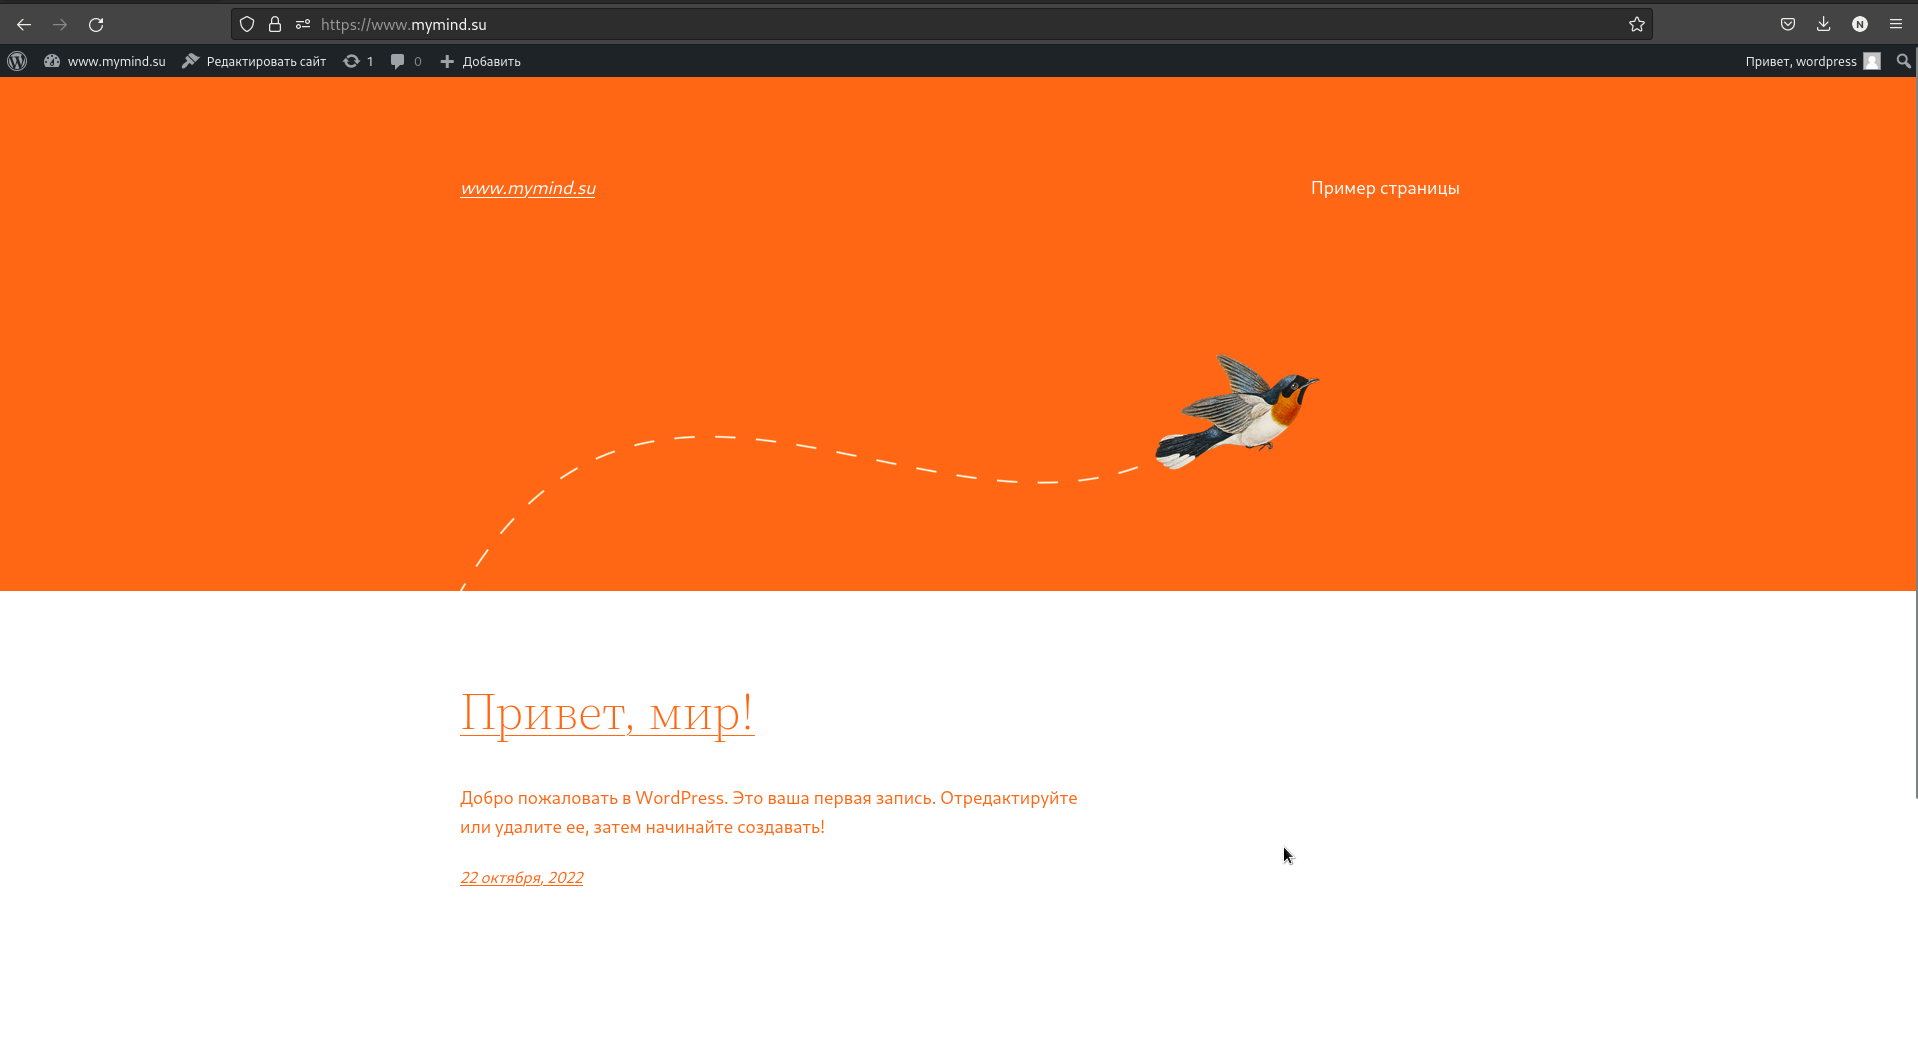 https://www.mymind.su
N
www.mymind.su Редактировать сайт 1 0 Добавить Привет, wordpress
www.mymind.su Пример страницы
Привет, мир!
Добро пожаловать в WordPress. Это ваша первая запись. Отредактируйте
или удалите ее, затем начинайте создавать!
22 октября, 2022